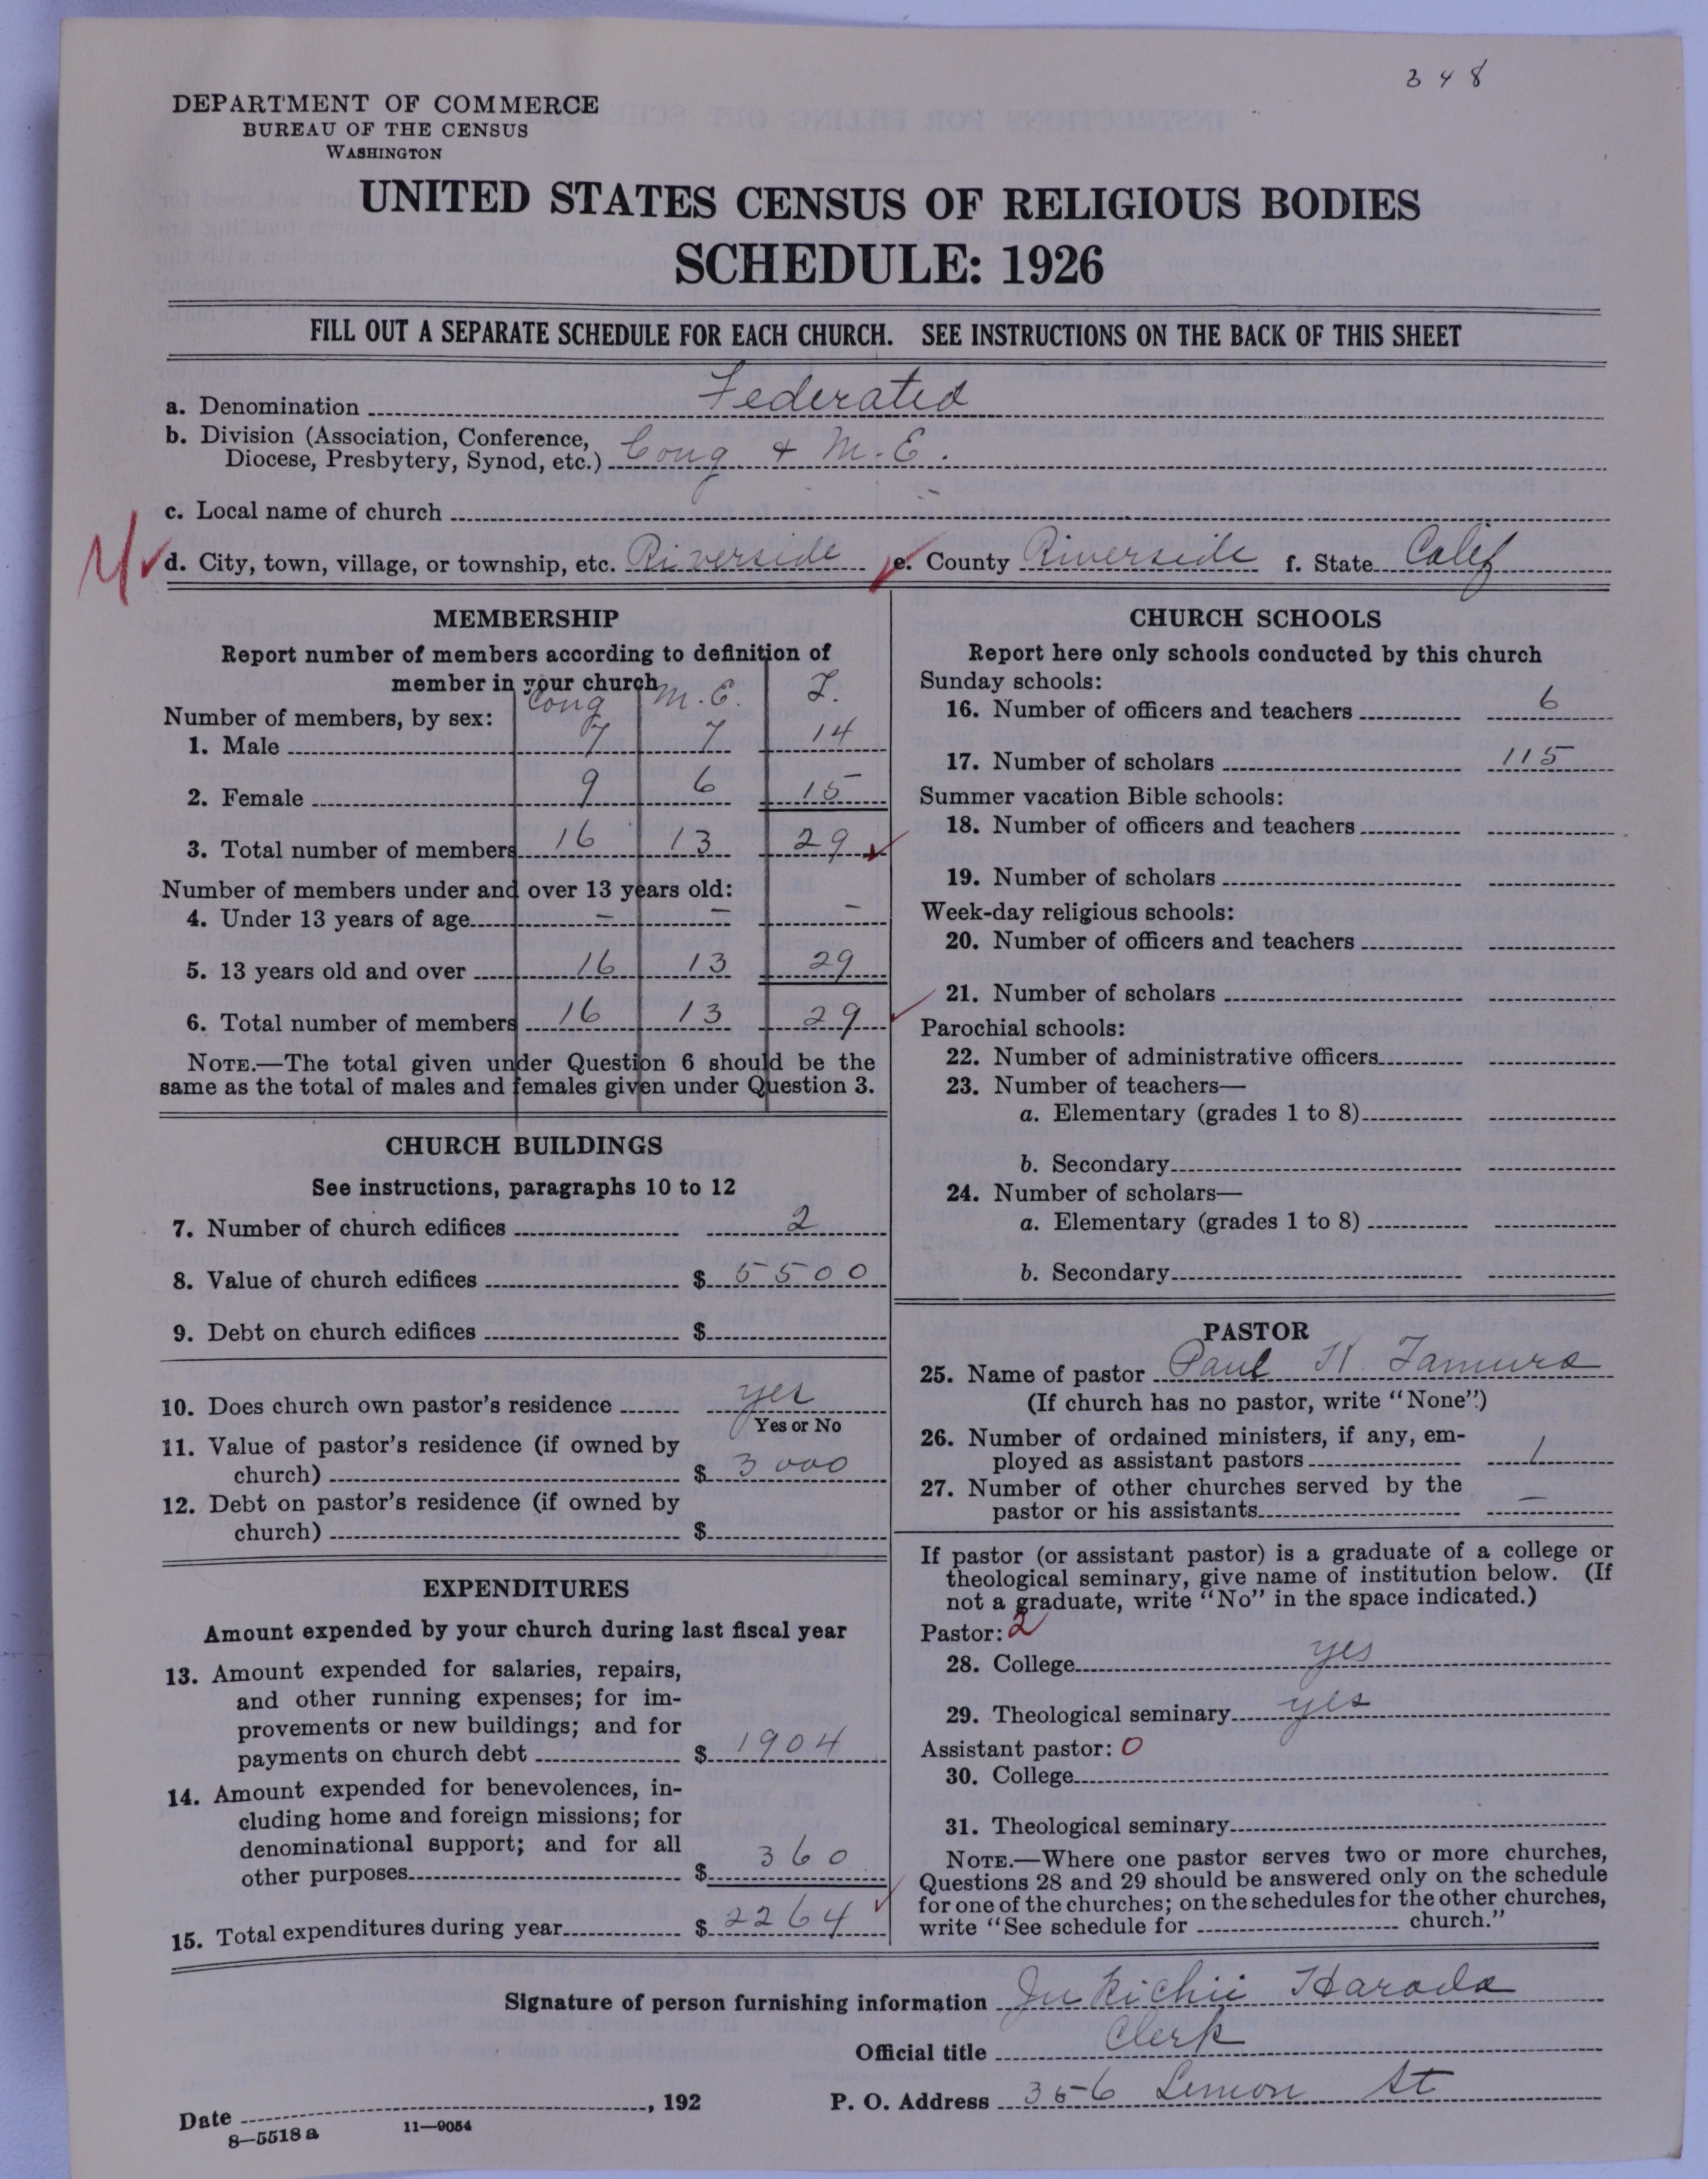 348
DEPARTMENT OF COMMERCE
BUREAU OF THE CENSUS
WASHINGTON
UNITED STATES CENSUS OF RELIGIOUS BODIES
SCHEDULE: 1926
FILL OUT A SEPARATE SCHEDULE FOR EACH CHURCH. SEE INSTRUCTIONS ON THE BACK OF THIS SHEET
a. Denomination Federated
b. Division (Association, Conference,
Diocese, Presbytery, Synod, etc.) Cong & M.E.
c. Local name of church
d. City, town, village, or township, etc. Riverside e. County Riverside f. State Calif
MEMBERSHIP
Report number of members according to definition of
member in your church
Cong M.E. T.
Number of members, by sex:
1. Male 7 7 14
2. Female 9 6 15
3. Total number of members 16 13 29
Number of members under and over 13 years old:
4. Under 13 years of age – – –
5. 13 years old and over 16 13 29
6. Total number of members 16 13 29
NOTE.—The total given under Question 6 should be the
same as the total of males and females given under Question 3.
CHURCH BUILDINGS
See instructions, paragraphs 10 to 12
7. Number of church edifices 2
8. Value of church edifices $ 5500
9. Debt on church edifices $
10. Does church own pastor's residence yes
Yes or No
11. Value of pastor's residence (if owned by
church) $ 3000
12. Debt on pastor's residence (if owned by
church) $
EXPENDITURES
Amount expended by your church during last fiscal year
13. Amount expended for salaries, repairs,
and other running expenses; for im-
provements or new buildings; and for
payments on church debt $ 1904
14. Amount expended for benevolences, in-
cluding home and foreign missions; for
denominational support; and for all
other purposes $ 360
15. Total expenditures during year $ 2264
CHURCH SCHOOLS
Report here only schools conducted by this church
Sunday schools:
16. Number of officers and teachers 6
17. Number of scholars 115
Summer vacation Bible schools:
18. Number of officers and teachers
19. Number of scholars
Week-day religious schools:
20. Number of officers and teachers
21. Number of scholars
Parochial schools:
22. Number of administrative officers
23. Number of teachers—
a. Elementary (grades 1 to 8)
b. Secondary
24. Number of scholars—
a. Elementary (grades 1 to 8)
b. Secondary
PASTOR
25. Name of pastor Paul K. Tamura
(If church has no pastor, write "None")
26. Number of ordained ministers, if any, em-
ployed as assistant pastors 1
27. Number of other churches served by the
pastor or his assistants –
If pastor (or assistant pastor) is a graduate of a college or
theological seminary, give name of institution below. (If
not a graduate, write "No" in the space indicated.)
Pastor: 2
28. College yes
29. Theological seminary yes
Assistant pastor: 0
30. College
31. Theological seminary
NOTE.—Where one pastor serves two or more churches,
Questions 28 and 29 should be answered only on the schedule
for one of the churches; on the schedules for the other churches,
write "See schedule for church."
Signature of person furnishing information Jukichii Harada
Official title Clerk
Date , 192 P. O. Address 356 Lemon St
8—5518 a 11—9054